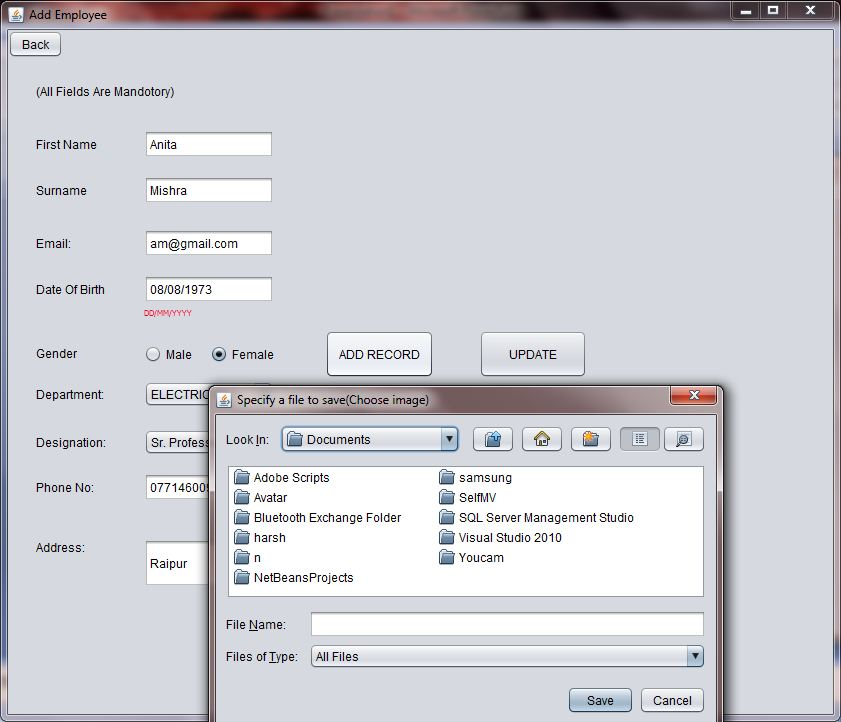 Add Employee
Back
(All Fields Are Mandotory)
First Name Anita
Surname Mishra
Email: am@gmail.com
Date Of Birth 08/08/1973
DD/MM/YYYY
Gender Male Female ADD RECORD UPDATE
Department: ELECTRIC
Designation: Sr. Profess
Phone No: 077146009
Address: Raipur
Specify a file to save(Choose image)
Look In: Documents
Adobe Scripts samsung
Avatar SelfMV
Bluetooth Exchange Folder SQL Server Management Studio
harsh Visual Studio 2010
n Youcam
NetBeansProjects
File Name:
Files of Type: All Files
Save Cancel